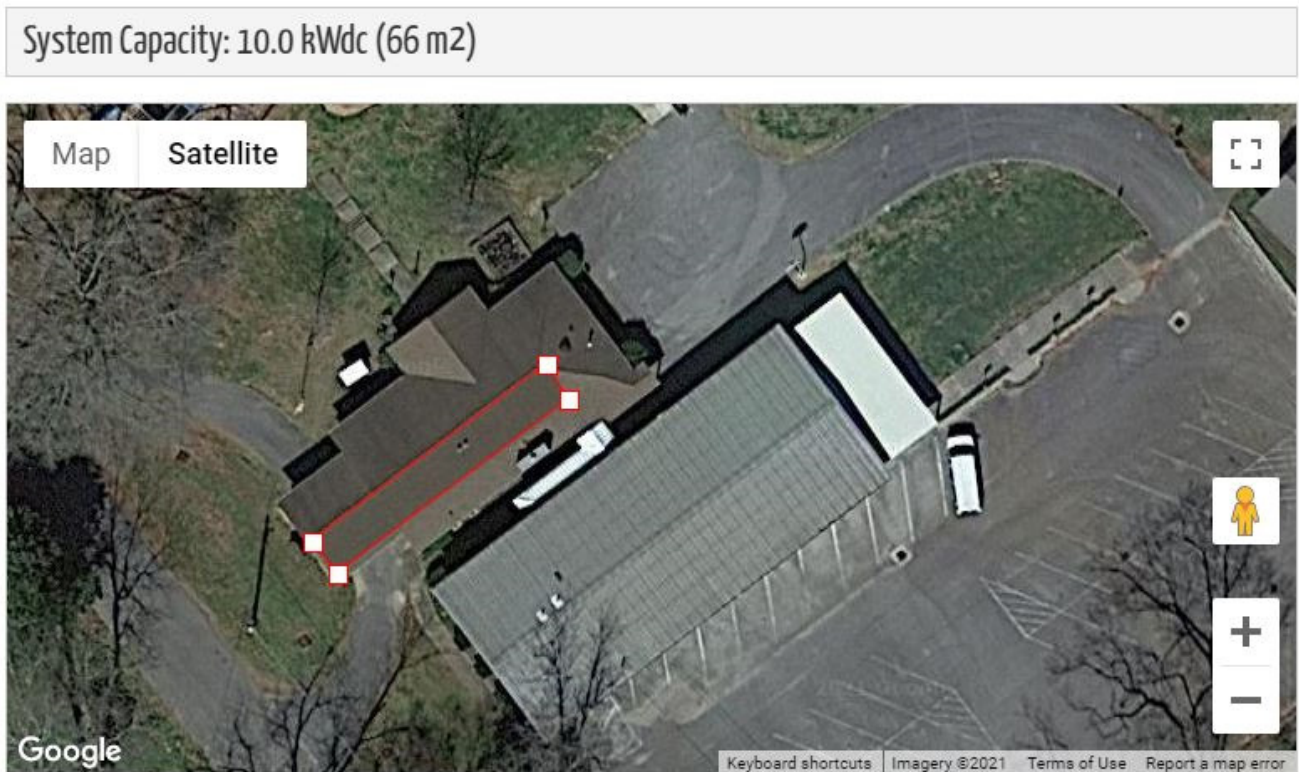 System Capacity: 10.0 kWdc (66 m2)
Map Satellite
Google
Keyboard shortcuts Imagery ©2021 Terms of Use Report a map error